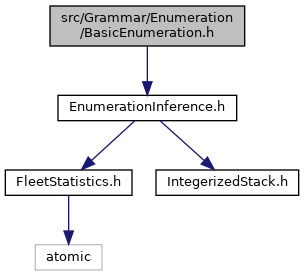 src/Grammar/Enumeration
/BasicEnumeration.h
EnumerationInference.h
FleetStatistics.h
IntegerizedStack.h
atomic